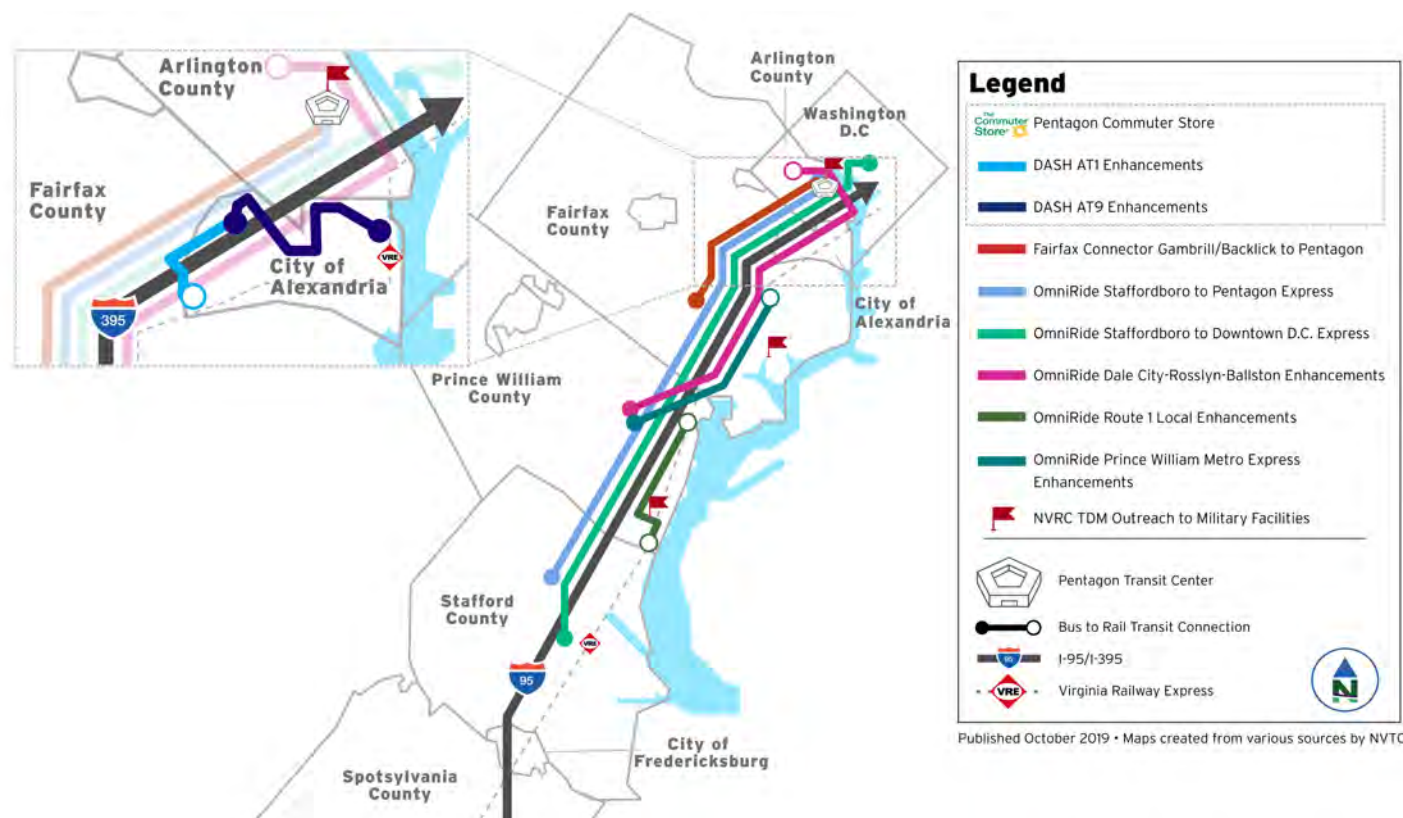 Arlington
County
Fairfax
County
City of
Alexandria
VRE
395
Arlington
County
Washington
D.C
Fairfax
County
City of
Alexandria
Prince William
County
Stafford
County
VRE
95
City of
Fredericksburg
Spotsylvania
County
Legend
The
Commuter
Store
Pentagon Commuter Store
DASH AT1 Enhancements
DASH AT9 Enhancements
Fairfax Connector Gambrill/Backlick to Pentagon
OmniRide Staffordboro to Pentagon Express
OmniRide Staffordboro to Downtown D.C. Express
OmniRide Dale City-Rosslyn-Ballston Enhancements
OmniRide Route 1 Local Enhancements
OmniRide Prince William Metro Express
Enhancements
NVRC TDM Outreach to Military Facilities
Pentagon Transit Center
Bus to Rail Transit Connection
95
I-95/I-395
VRE
Virginia Railway Express
N
Published October 2019 • Maps created from various sources by NVTC